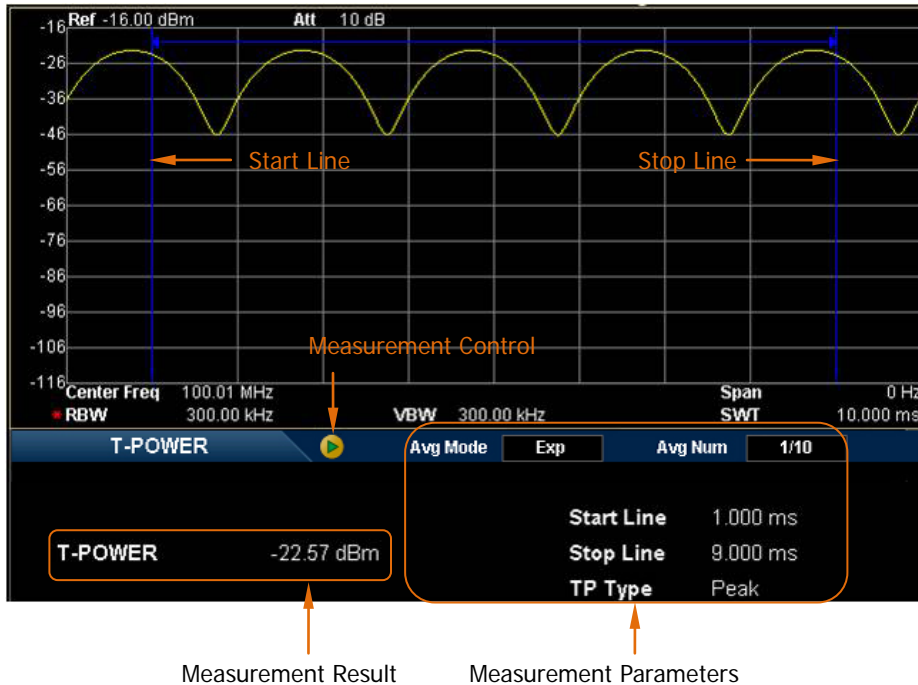 Ref -16.00 dBm Att 10 dB
-16
-26
-36
-46
-56
-66
-76
-86
-96
-106
-116
Start Line
Stop Line
Measurement Control
Center Freq 100.01 MHz Span 0 Hz
*RBW 300.00 kHz VBW 300.00 kHz SWT 10.000 ms
T-POWER Avg Mode Exp Avg Num 1/10
Start Line 1.000 ms
T-POWER -22.57 dBm Stop Line 9.000 ms
TP Type Peak
Measurement Result Measurement Parameters